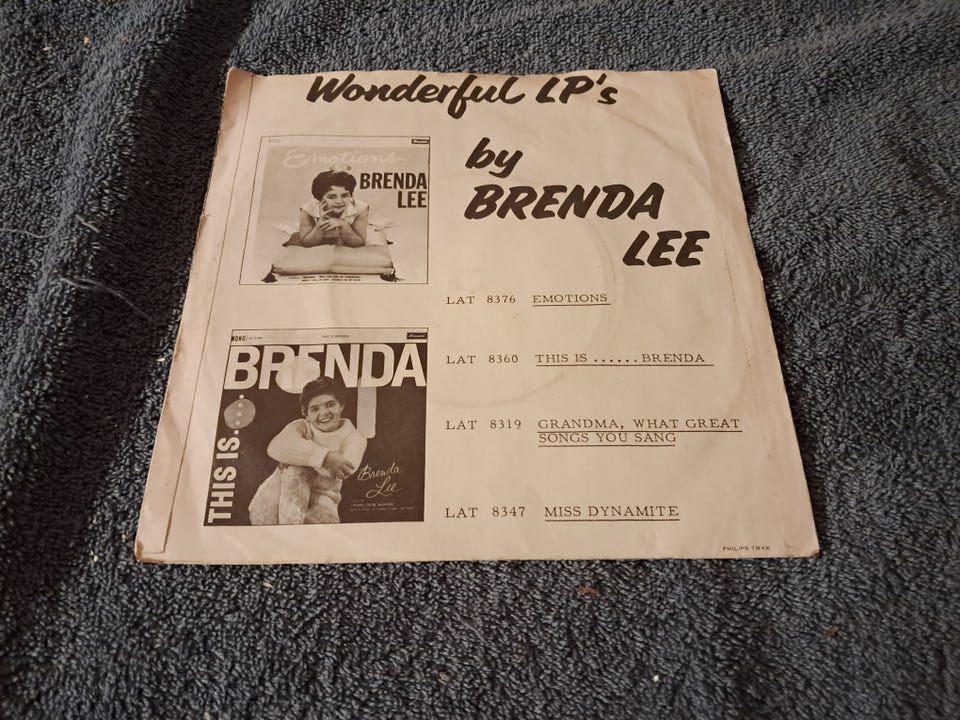 Wonderful LP's
by
BRENDA
LEE
Emotions
BRENDA
LEE
LAT 8376 EMOTIONS
MONO
BRENDA
THIS IS
Brenda
Lee
LAT 8360 THIS IS ......BRENDA
LAT 8319 GRANDMA, WHAT GREAT
SONGS YOU SANG
LAT 8347 MISS DYNAMITE
PHILIPS TRYK